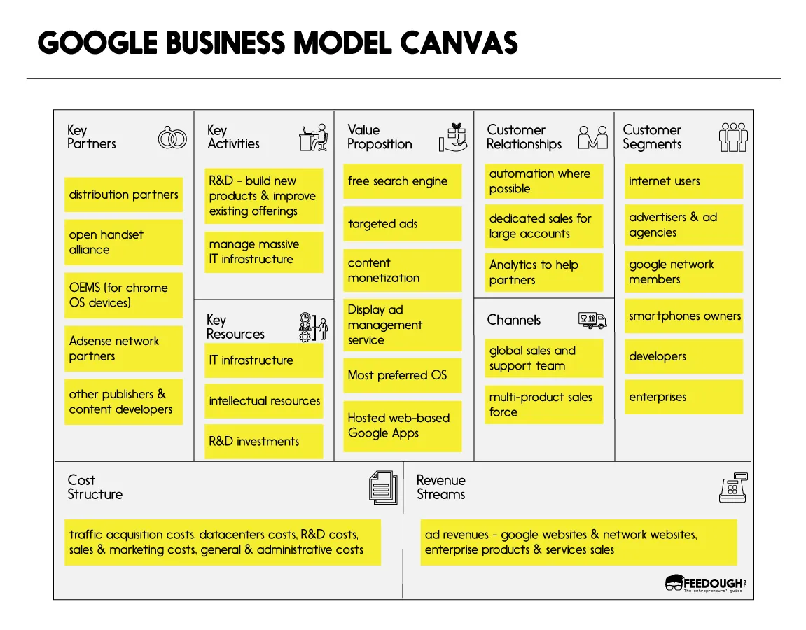 GOOGLE BUSINESS MODEL CANVAS
Key
Partners
distribution partners
open handset
alliance
OEMS (for chrome
OS devices)
Adsense network
partners
other publishers &
content developers
Key
Activities
R&D - build new
products & improve
existing offerings
manage massive
IT infrastructure
Key
Resources
IT infrastructure
intellectual resources
R&D investments
Value
Proposition
free search engine
targeted ads
content
monetization
Display ad
management
service
Most preferred OS
Hosted web-based
Google Apps
Customer
Relationships
automation where
possible
dedicated sales for
large accounts
Analytics to help
partners
Channels
global sales and
support team
multi-product sales
force
Customer
Segments
internet users
advertisers & ad
agencies
google network
members
smartphones owners
developers
enterprises
Cost
Structure
traffic acquisition costs, datacenters costs, R&D costs,
sales & marketing costs, general & administrative costs
Revenue
Streams
ad revenues - google websites & network websites,
enterprise products & services sales
FEEDOUGH
The entrepreneurs' guide